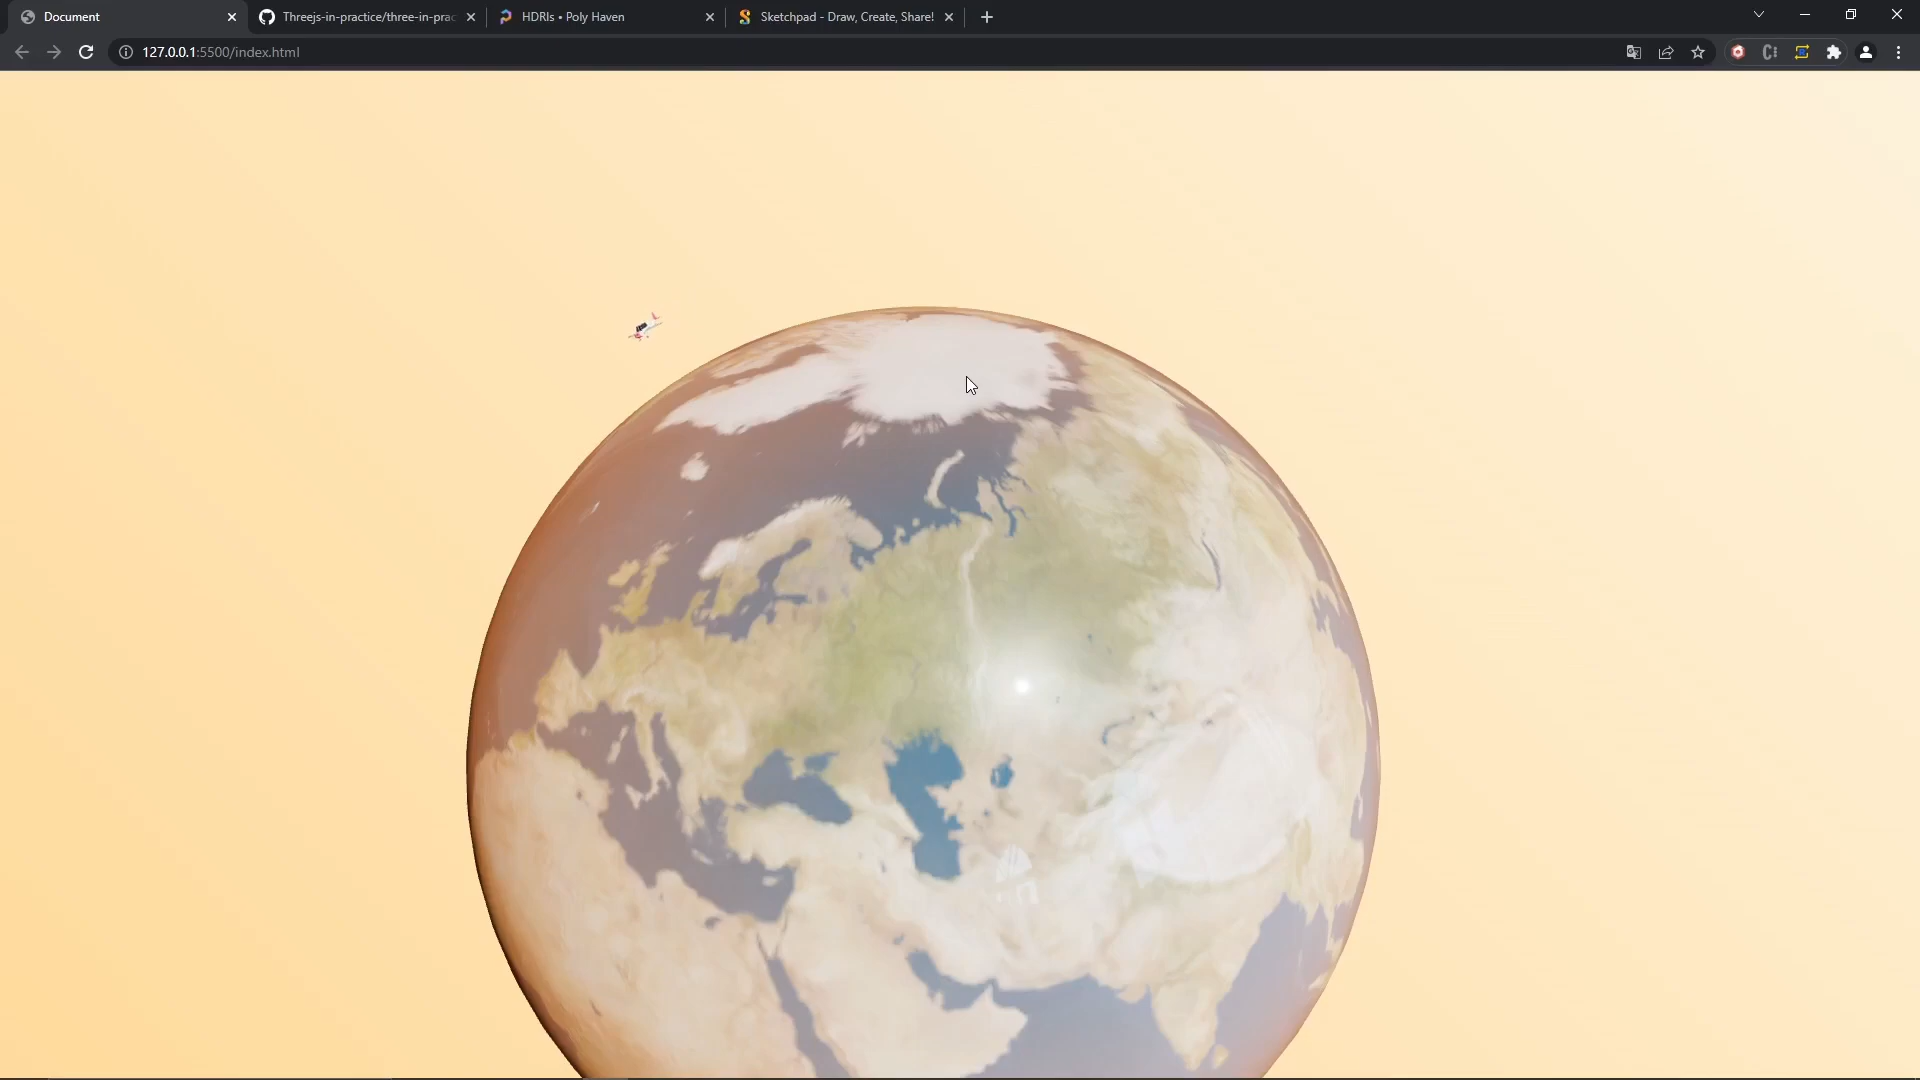 Document
Threejs-in-practice/three-in-prac
HDRIs • Poly Haven
Sketchpad - Draw, Create, Share!
127.0.0.1:5500/index.html